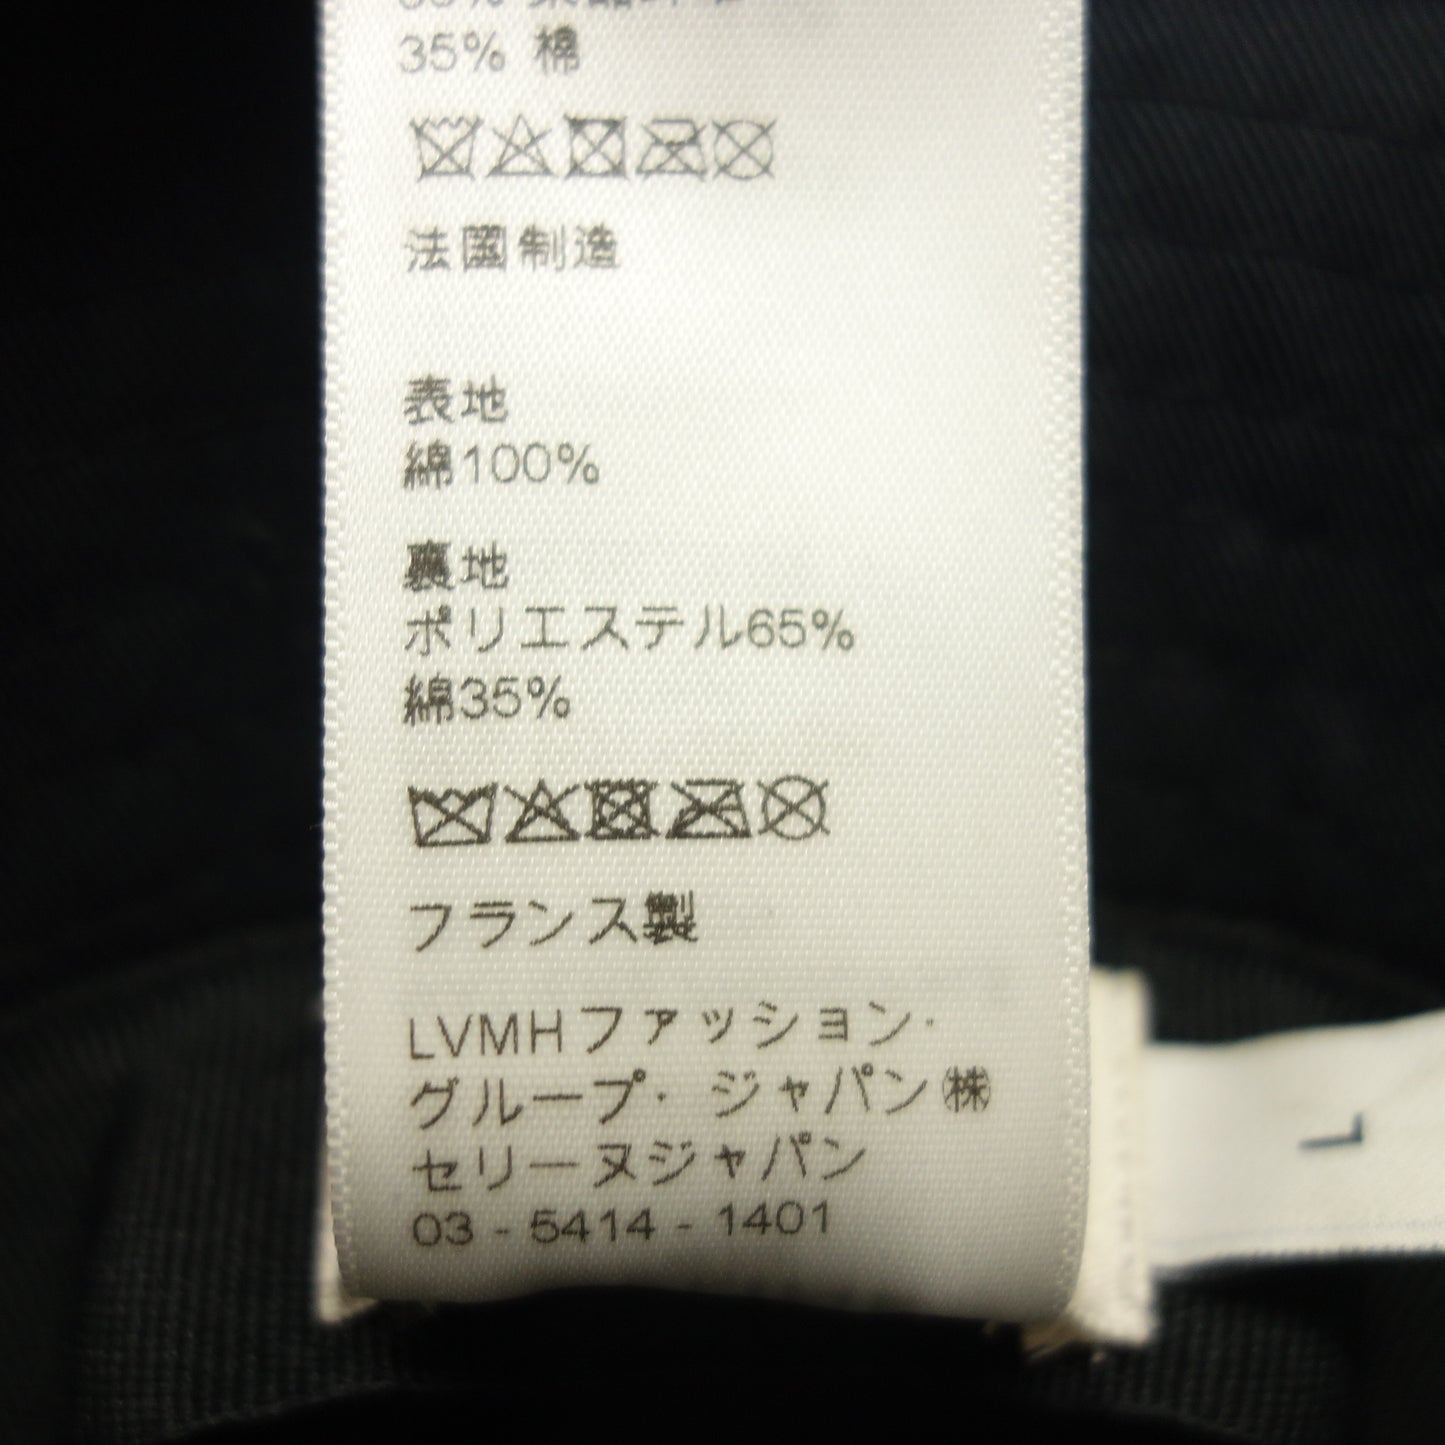 35% 棉
法国制造
表地
綿100%
裏地
ポリエステル65%
綿35%
フランス製
LVMHファッション・
グループ・ジャパン㈱
セリーヌジャパン
03 - 5414 - 1401
L